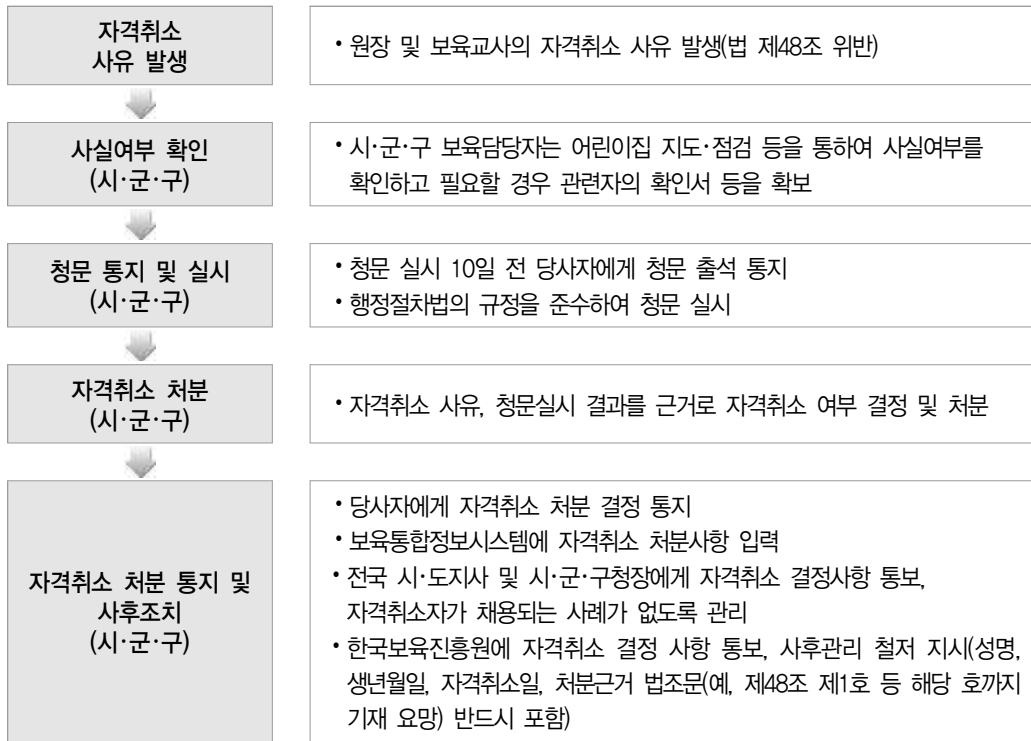 자격취소
사유 발생
• 원장 및 보육교사의 자격취소 사유 발생(법 제48조 위반)
사실여부 확인
(시·군·구)
• 시·군·구 보육담당자는 어린이집 지도·점검 등을 통하여 사실여부를
확인하고 필요할 경우 관련자의 확인서 등을 확보
청문 통지 및 실시
(시·군·구)
• 청문 실시 10일 전 당사자에게 청문 출석 통지
• 행정절차법의 규정을 준수하여 청문 실시
자격취소 처분
(시·군·구)
• 자격취소 사유, 청문실시 결과를 근거로 자격취소 여부 결정 및 처분
자격취소 처분 통지 및
사후조치
(시·군·구)
• 당사자에게 자격취소 처분 결정 통지
• 보육통합정보시스템에 자격취소 처분사항 입력
• 전국 시·도지사 및 시·군·구청장에게 자격취소 결정사항 통보,
자격취소자가 채용되는 사례가 없도록 관리
• 한국보육진흥원에 자격취소 결정 사항 통보, 사후관리 철저 지시(성명,
생년월일, 자격취소일, 처분근거 법조문(예, 제48조 제1호 등 해당 호까지
기재 요망) 반드시 포함)